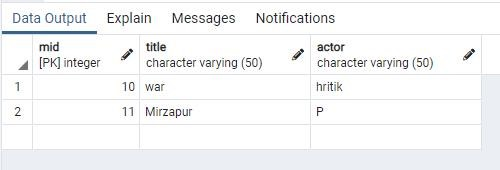 Data Output Explain Messages Notifications
mid title actor
[PK] integer character varying (50) character varying (50)
1 10 war hritik
2 11 Mirzapur P